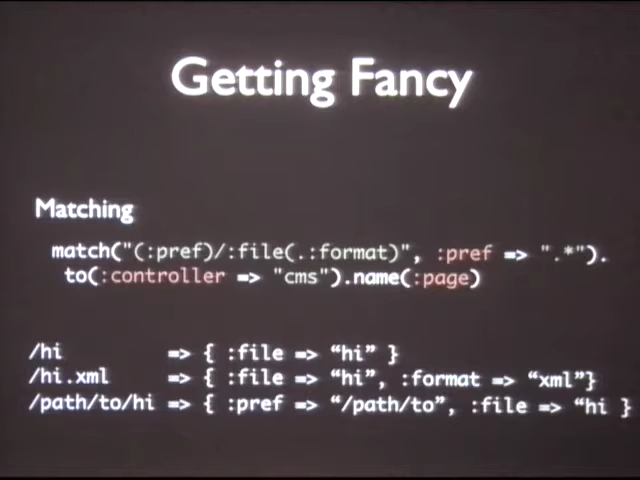 Getting Fancy
Matching
match("(:pref)/:file(.:format)", :pref => ".*").
to(:controller => "cms").name(:page)
/hi => { :file => “hi” }
/hi.xml => { :file => “hi”, :format => “xml”}
/path/to/hi => { :pref => “/path/to”, :file => “hi }